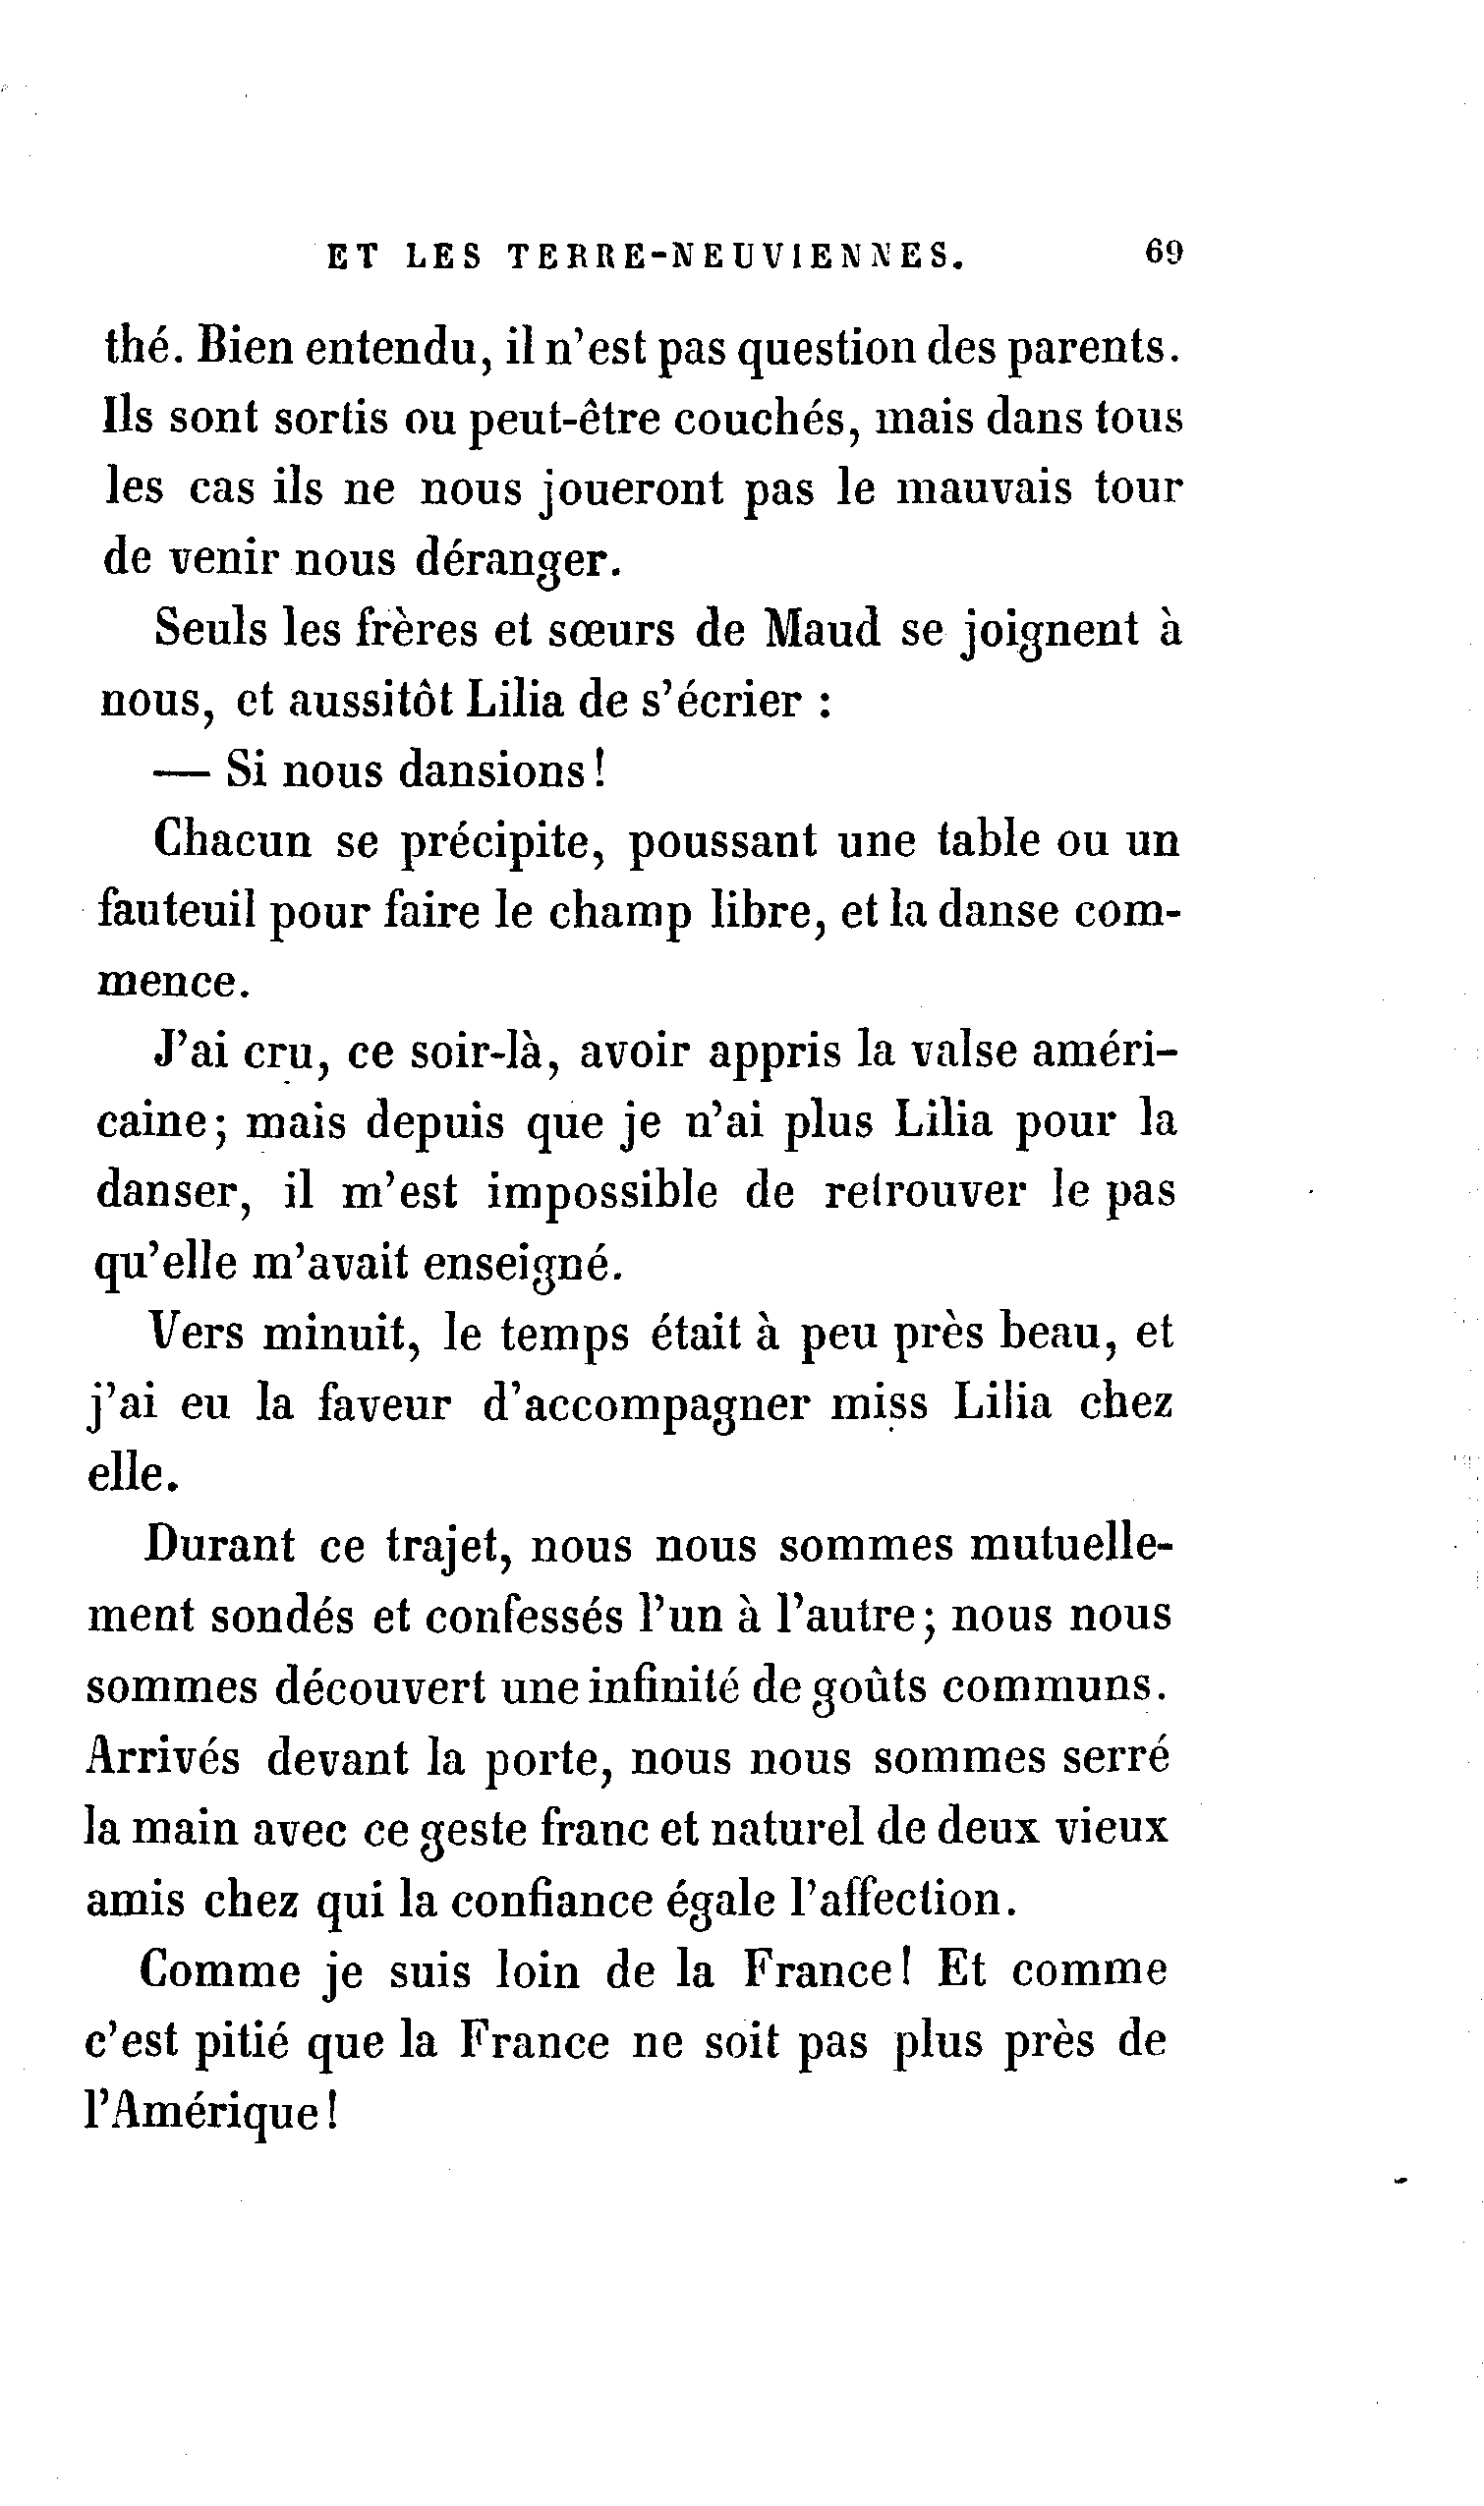 ET LES TERRE-NEUVIENNES. 69
thé. Bien entendu, il n'est pas question des parents.
Ils sont sortis ou peut-être couchés, mais dans tous
les cas ils ne nous joueront pas le mauvais tour
de venir nous déranger.
Seuls les frères et sœurs de Maud se joignent à
nous, et aussitôt Lilia de s'écrier :
— Si nous dansions !
Chacun se précipite, poussant une table ou un
fauteuil pour faire le champ libre, et la danse com-
mence.
J'ai cru, ce soir-là, avoir appris la valse améri-
caine; mais depuis que je n'ai plus Lilia pour la
danser, il m'est impossible de retrouver le pas
qu'elle m'avait enseigné.
Vers minuit, le temps était à peu près beau, et
j'ai eu la faveur d'accompagner miss Lilia chez
elle.
Durant ce trajet, nous nous sommes mutuelle-
ment sondés et confessés l'un à l'autre; nous nous
sommes découvert une infinité de goûts communs.
Arrivés devant la porte, nous nous sommes serré
la main avec ce geste franc et naturel de deux vieux
amis chez qui la confiance égale l'affection.
Comme je suis loin de la France! Et comme
c'est pitié que la France ne soit pas plus près de
l'Amérique!